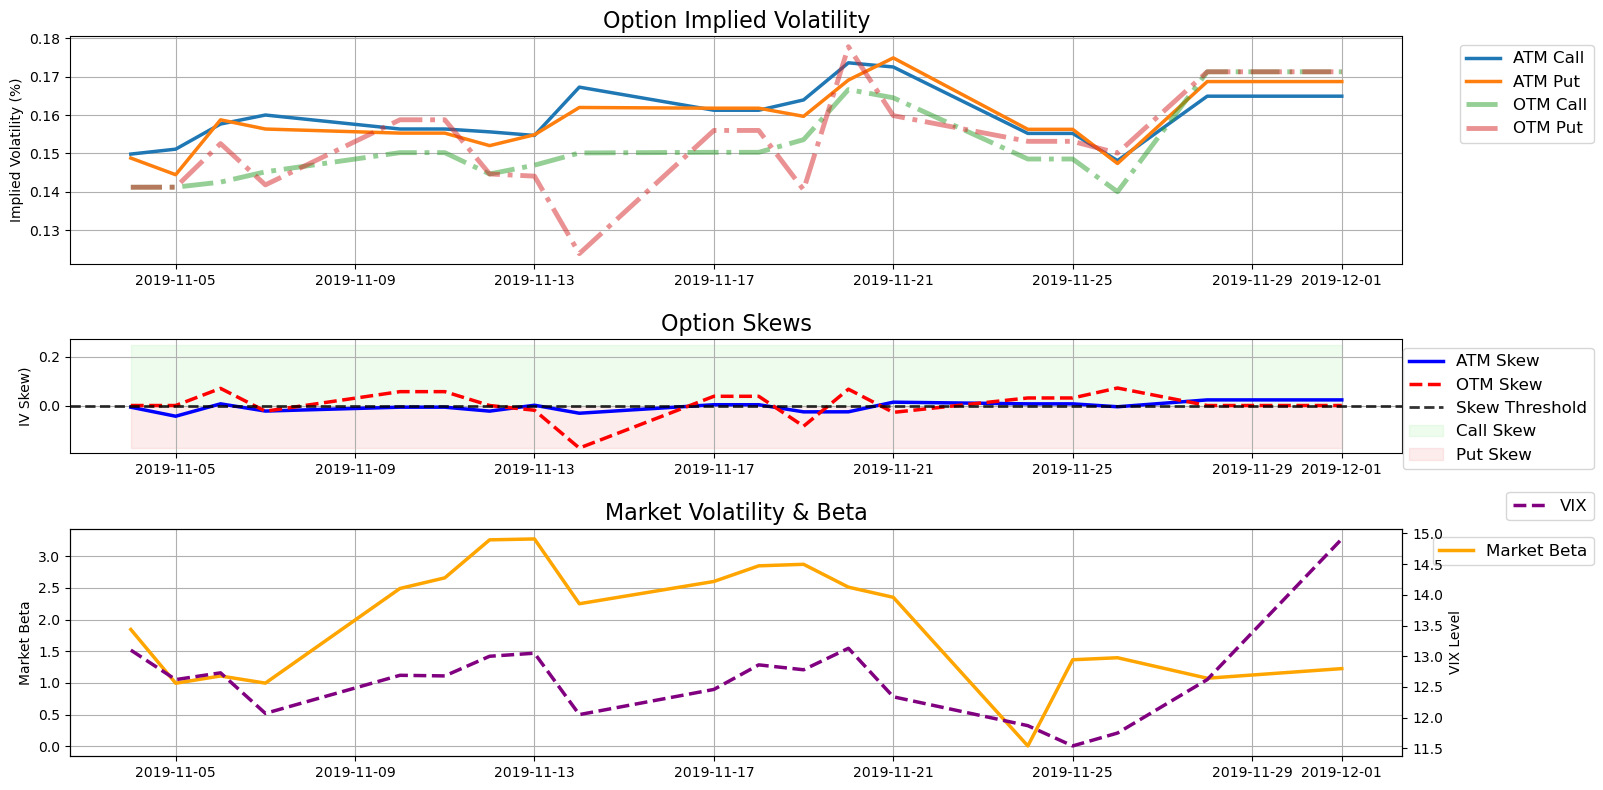 Option Implied Volatility
Implied Volatility (%)
0.18
0.17
0.16
0.15
0.14
0.13
2019-11-05 2019-11-09 2019-11-13 2019-11-17 2019-11-21 2019-11-25 2019-11-29 2019-12-01
ATM Call
ATM Put
OTM Call
OTM Put
Option Skews
IV Skew)
0.2
0.0
2019-11-05 2019-11-09 2019-11-13 2019-11-17 2019-11-21 2019-11-25 2019-11-29 2019-12-01
ATM Skew
OTM Skew
Skew Threshold
Call Skew
Put Skew
Market Volatility & Beta
Market Beta
3.0
2.5
2.0
1.5
1.0
0.5
0.0
2019-11-05 2019-11-09 2019-11-13 2019-11-17 2019-11-21 2019-11-25 2019-11-29 2019-12-01
VIX
Market Beta
15.0
14.5
14.0
13.5
13.0
12.5
12.0
11.5
VIX Level